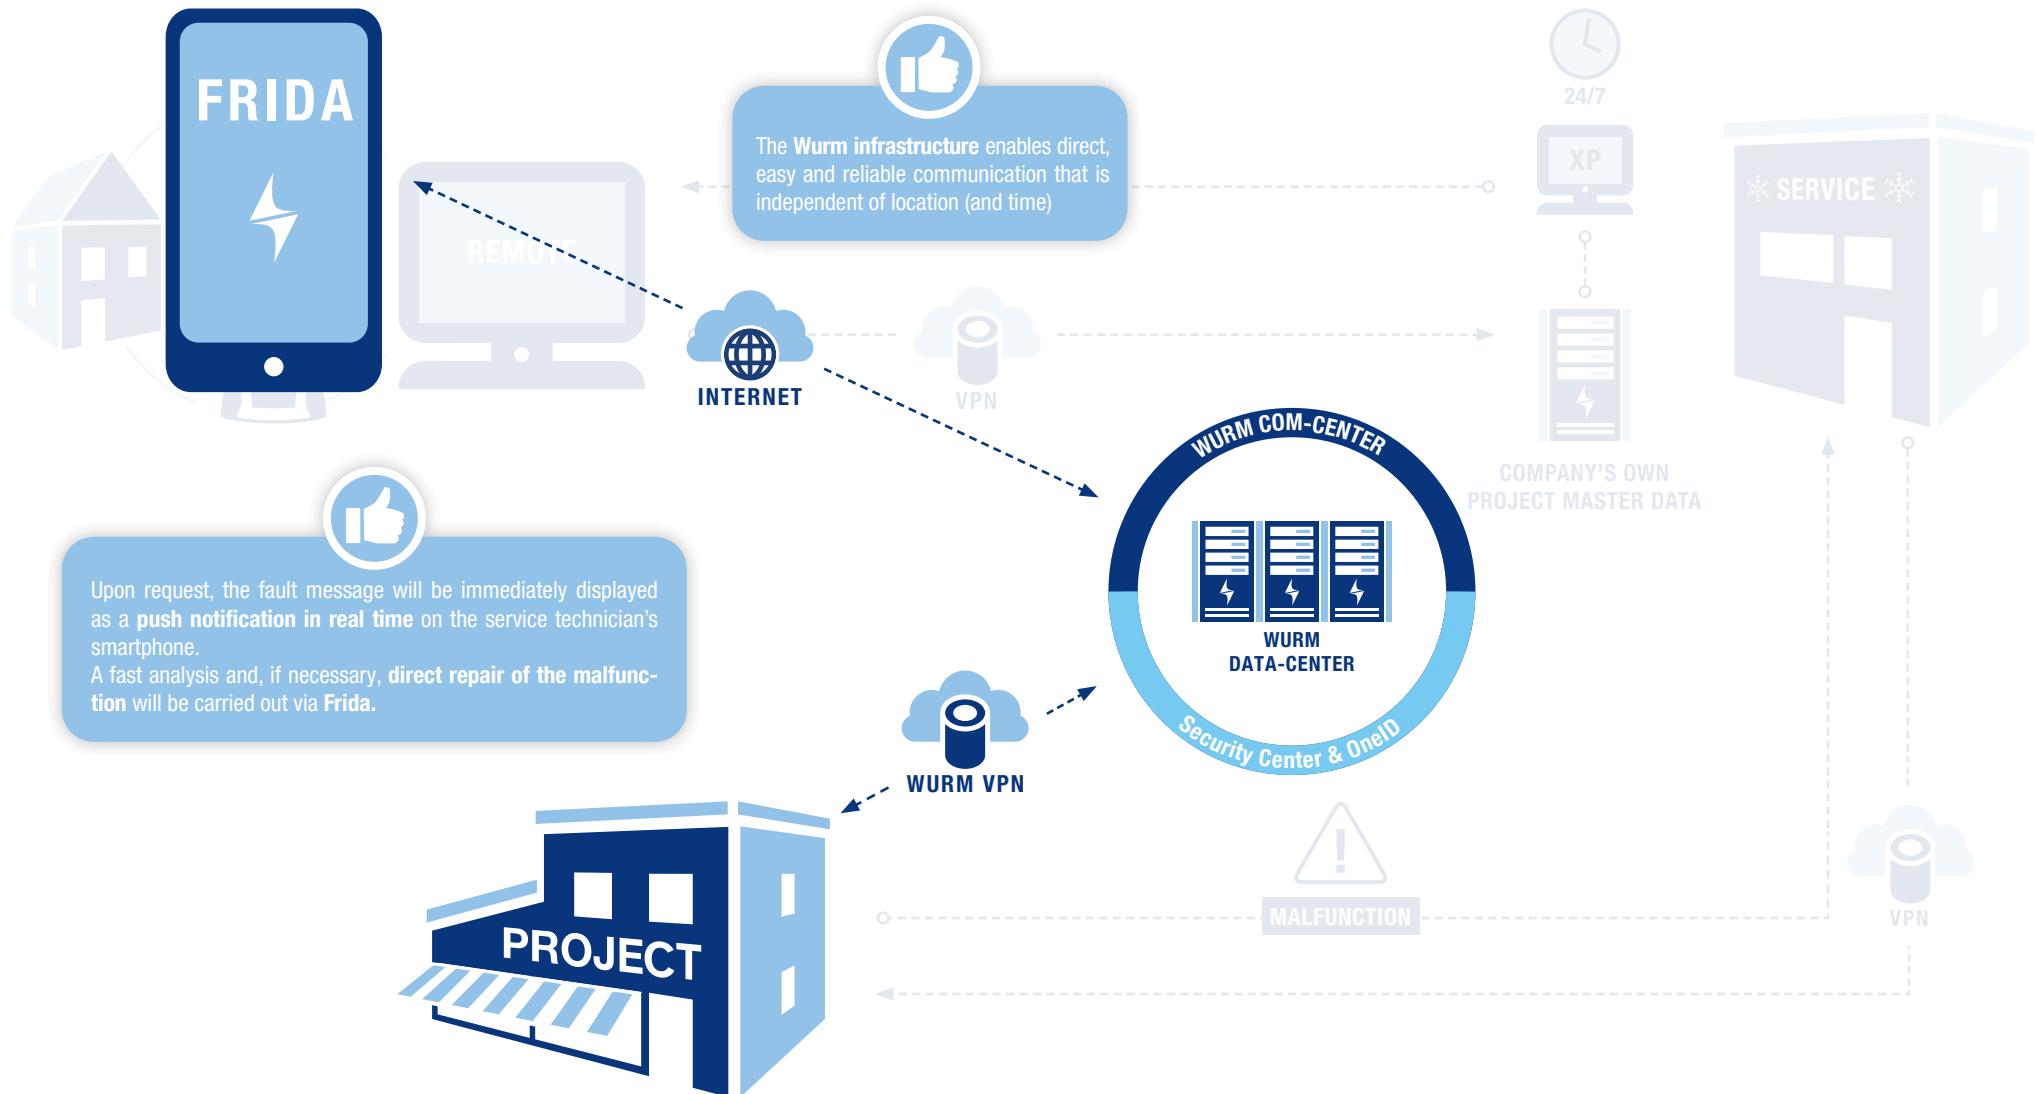 FRIDA
24/7
The Wurm infrastructure enables direct,
easy and reliable communication that is
independent of location (and time)
XP
SERVICE
REMOTE
INTERNET
VPN
WURM COM-CENTER
COMPANY'S OWN
PROJECT MASTER DATA
Upon request, the fault message will be immediately displayed
as a push notification in real time on the service technician's
smartphone.
A fast analysis and, if necessary, direct repair of the malfunc-
tion will be carried out via Frida.
WURM
DATA-CENTER
Security Center & OneID
WURM VPN
MALFUNCTION
VPN
PROJECT